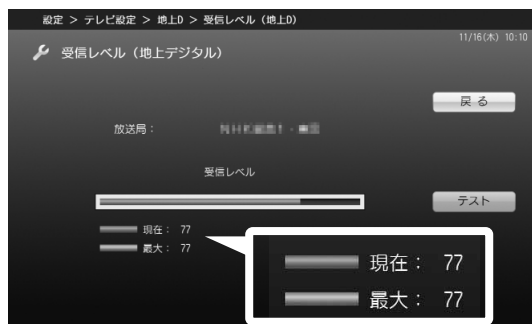 設定 > テレビ設定 > 地上D > 受信レベル（地上D）
11/16(木) 10:10
受信レベル（地上デジタル）
戻る
放送局：
受信レベル
テスト
現在： 77
最大： 77
現在： 77
最大： 77